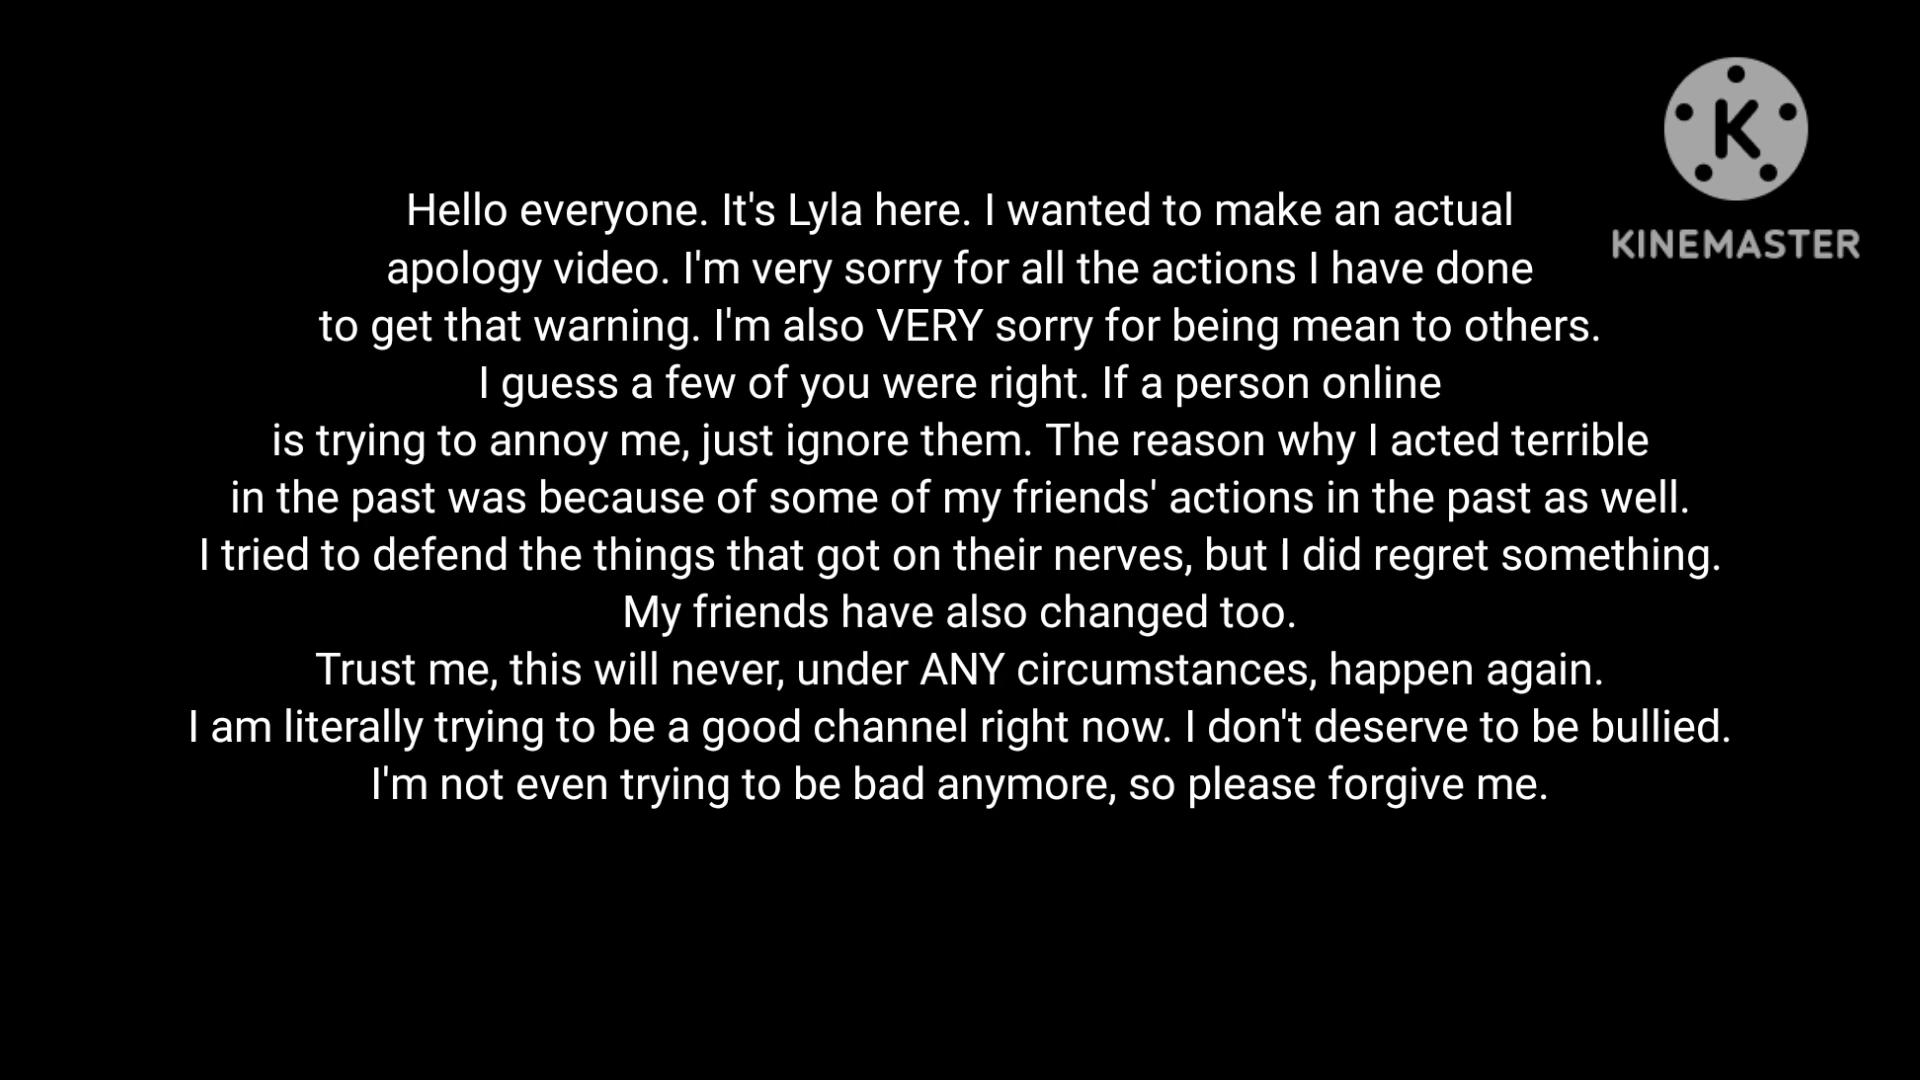 K
KINEMASTER
Hello everyone. It's Lyla here. I wanted to make an actual
apology video. I'm very sorry for all the actions I have done
to get that warning. I'm also VERY sorry for being mean to others.
I guess a few of you were right. If a person online
is trying to annoy me, just ignore them. The reason why I acted terrible
in the past was because of some of my friends' actions in the past as well.
I tried to defend the things that got on their nerves, but I did regret something.
My friends have also changed too.
Trust me, this will never, under ANY circumstances, happen again.
I am literally trying to be a good channel right now. I don't deserve to be bullied.
I'm not even trying to be bad anymore, so please forgive me.